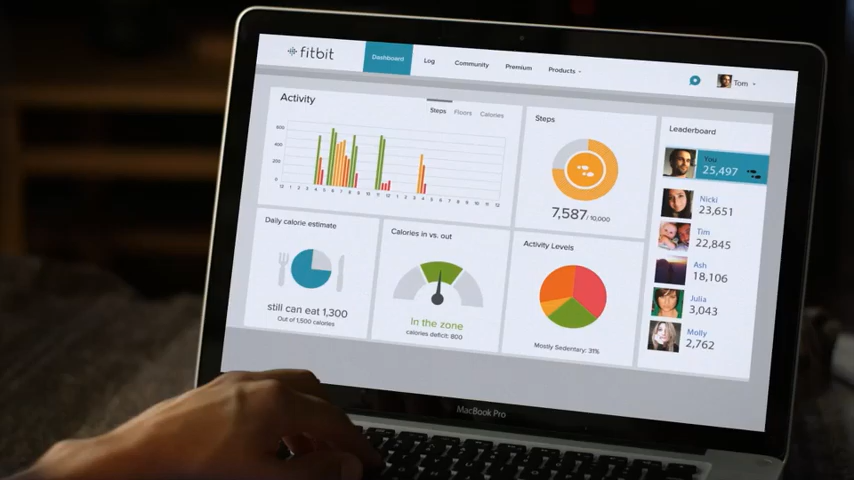 fitbit
Dashboard
Log
Community
Premium
Products
Tom
Activity
Steps
Floors
Calories
Steps
7,587/10,000
Leaderboard
You
25,497
Nicki
23,651
Tim
22,845
Ash
18,106
Julia
3,043
Molly
2,762
Daily calorie estimate
still can eat 1,300
Out of 1,500 calories
Calories in vs. out
In the zone
calories deficit: 800
Activity Levels
Mostly Sedentary: 31%
MacBook Pro